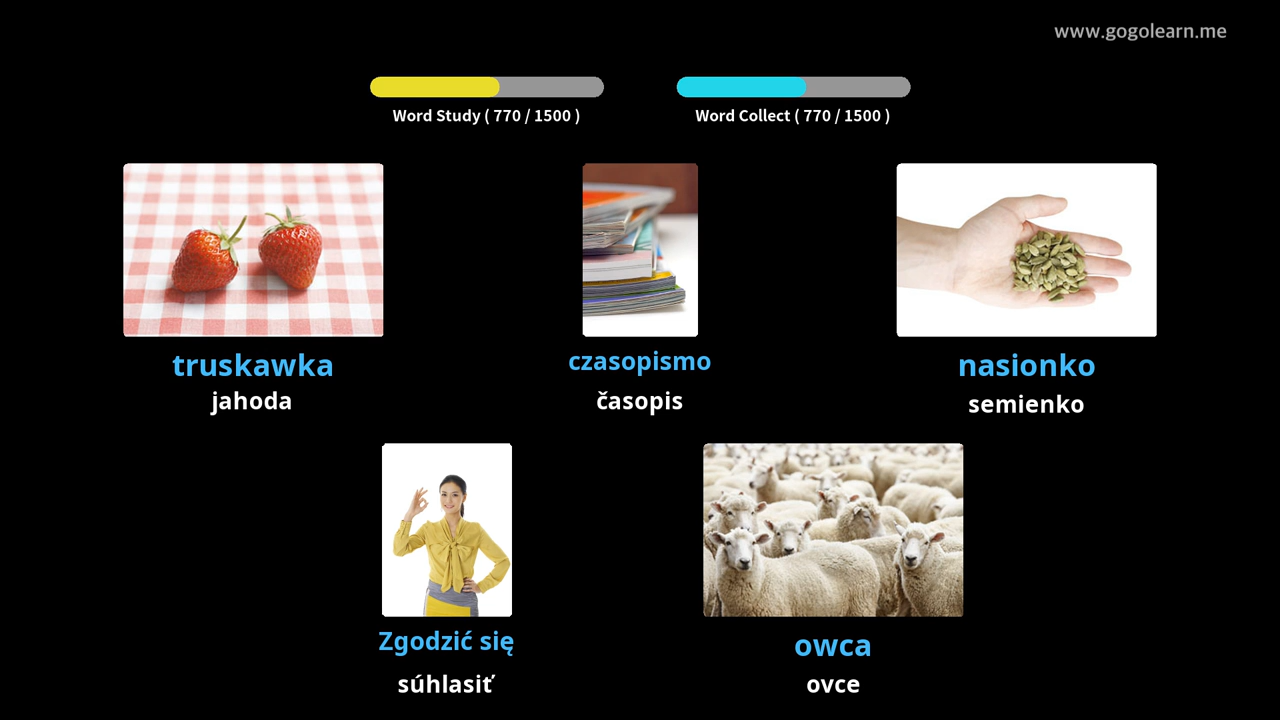 www.gogolearn.me
Word Study ( 770 / 1500 )
Word Collect ( 770 / 1500 )
truskawka
jahoda
czasopismo
časopis
nasionko
semienko
Zgodzić się
súhlasiť
owca
ovce